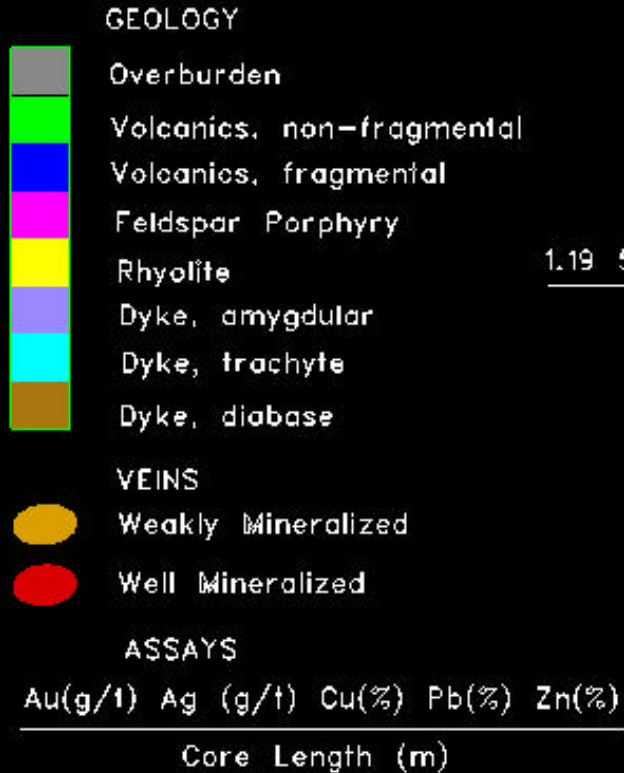 GEOLOGY
Overburden
Volcanics, non-fragmental
Volcanics, fragmental
Feldspar Porphyry
Rhyolite
1.19 5
Dyke, amygdular
Dyke, trachyte
Dyke, diabase
VEINS
Weakly Mineralized
Well Mineralized
ASSAYS
Au(g/t) Ag (g/t) Cu(%) Pb(%) Zn(%)
Core Length (m)